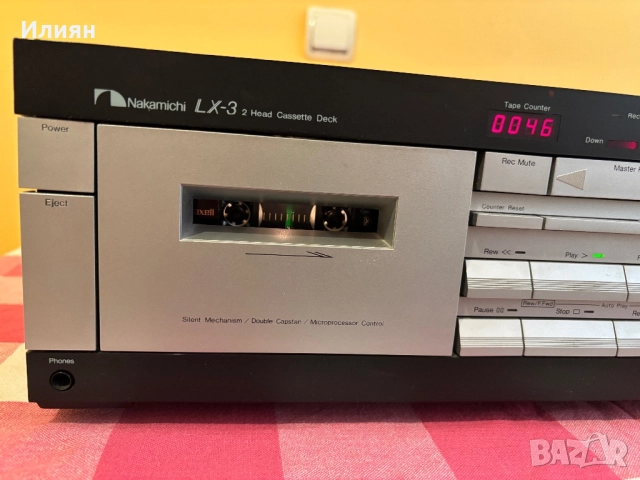 Илиян
Nakamichi LX-3 2 Head Cassette Deck
Tape Counter
0046
Rec
Down
Power
Rec Mute
Master
Eject
Counter Reset
Rew <<
Play >
Rew/F.Fwd
Auto Play
Pause
Stop
Silent Mechanism / Double Capstan / Microprocessor Control
Phones
BAZAR